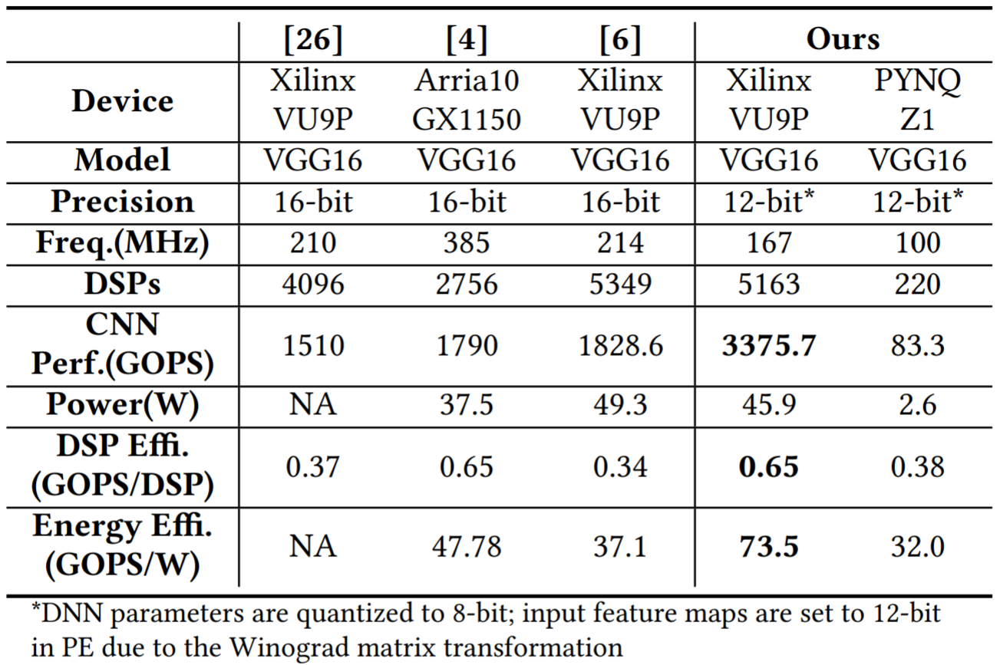 [26] [4] [6] Ours
Device Xilinx VU9P Arria10 GX1150 Xilinx VU9P Xilinx VU9P PYNQ Z1
Model VGG16 VGG16 VGG16 VGG16 VGG16
Precision 16-bit 16-bit 16-bit 12-bit* 12-bit*
Freq.(MHz) 210 385 214 167 100
DSPs 4096 2756 5349 5163 220
CNN Perf.(GOPS) 1510 1790 1828.6 3375.7 83.3
Power(W) NA 37.5 49.3 45.9 2.6
DSP Effi. (GOPS/DSP) 0.37 0.65 0.34 0.65 0.38
Energy Effi. (GOPS/W) NA 47.78 37.1 73.5 32.0
*DNN parameters are quantized to 8-bit; input feature maps are set to 12-bit
in PE due to the Winograd matrix transformation